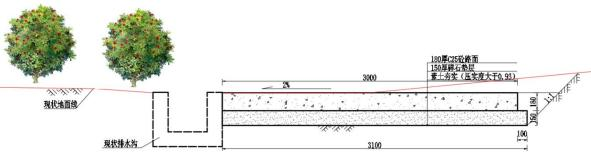 180厚C25砼路面
150厚碎石垫层
素土夯实（压实度大于0.93）
3000
2%
现状地面线
180
150
100
现状排水沟
3100